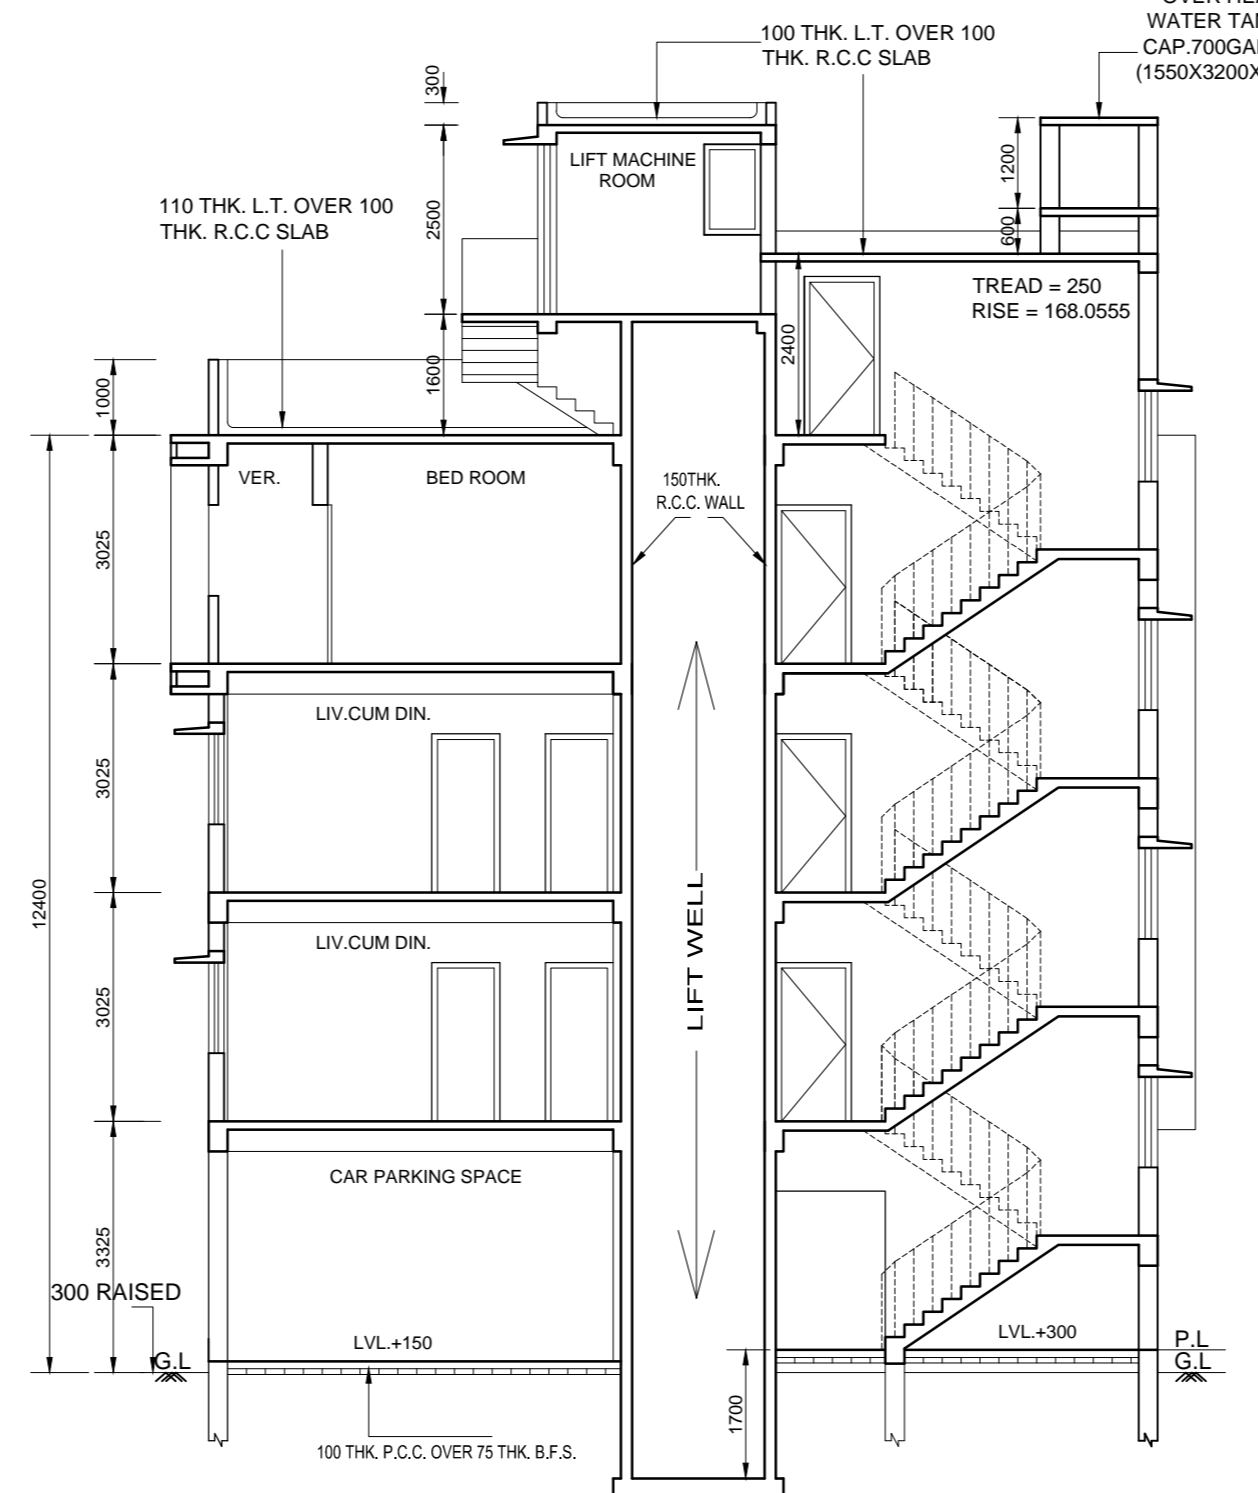 WATER
100 THK. L.T. OVER 100
THK. R.C.C SLAB
CAP.700
(1550X3200X
300
LIFT MACHINE
ROOM
1200
110 THK. L.T. OVER 100
THK. R.C.C SLAB
2500
600
TREAD = 250
RISE = 168.0555
2400
1600
1000
VER.
BED ROOM
150THK.
R.C.C. WALL
3025
LIV.CUM DIN.
3025
12400
LIFT WELL
LIV.CUM DIN.
3025
CAR PARKING SPACE
3325
300 RAISED
LVL.+150
LVL.+300
P.L
G.L
G.L
1700
100 THK. P.C.C. OVER 75 THK. B.F.S.